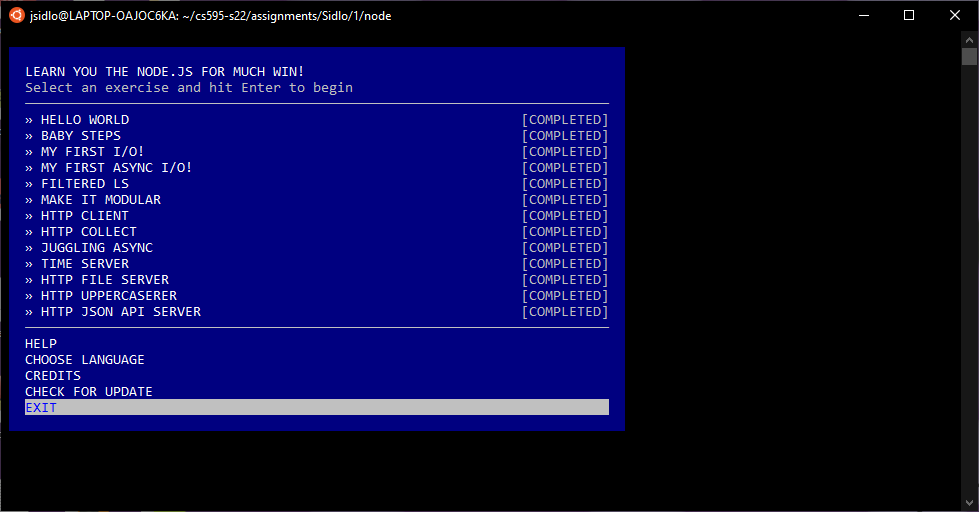 jsidlo@LAPTOP-OAJOC6KA: ~/cs595-s22/assignments/Sidlo/1/node
LEARN YOU THE NODE.JS FOR MUCH WIN!
Select an exercise and hit Enter to begin
» HELLO WORLD [COMPLETED]
» BABY STEPS [COMPLETED]
» MY FIRST I/O! [COMPLETED]
» MY FIRST ASYNC I/O! [COMPLETED]
» FILTERED LS [COMPLETED]
» MAKE IT MODULAR [COMPLETED]
» HTTP CLIENT [COMPLETED]
» HTTP COLLECT [COMPLETED]
» JUGGLING ASYNC [COMPLETED]
» TIME SERVER [COMPLETED]
» HTTP FILE SERVER [COMPLETED]
» HTTP UPPERCASERER [COMPLETED]
» HTTP JSON API SERVER [COMPLETED]
HELP
CHOOSE LANGUAGE
CREDITS
CHECK FOR UPDATE
EXIT